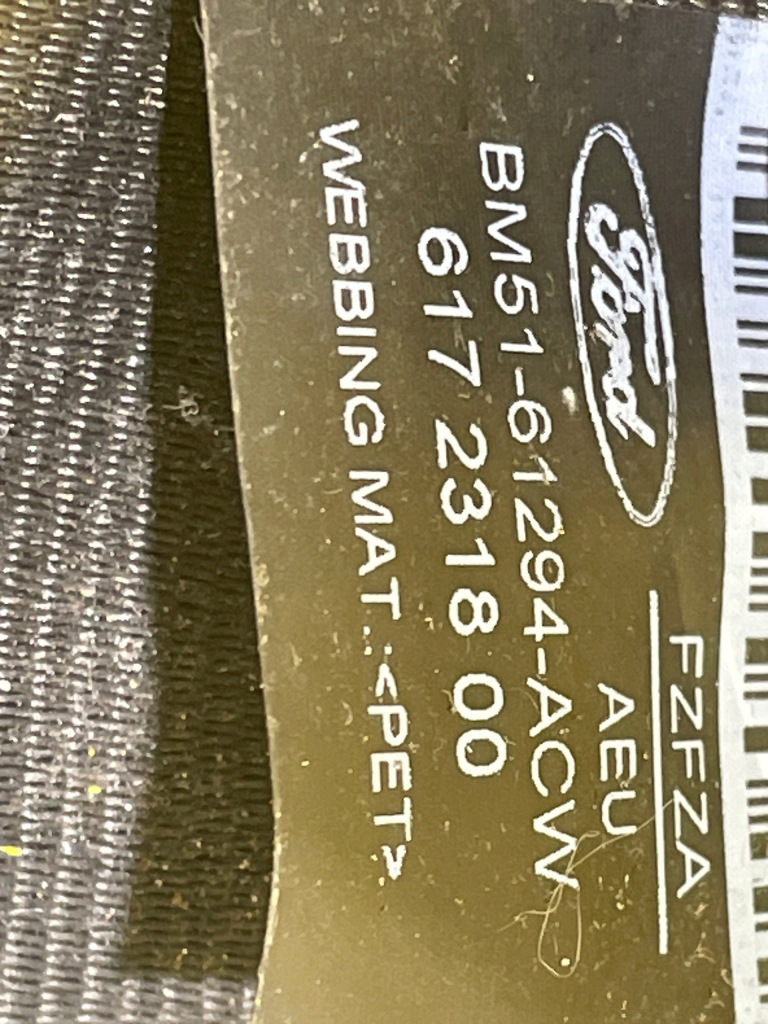 FZFZA
Ford
AEU
BM51-61294-ACW
617 2318 00
WEBBING MAT.:<PET>